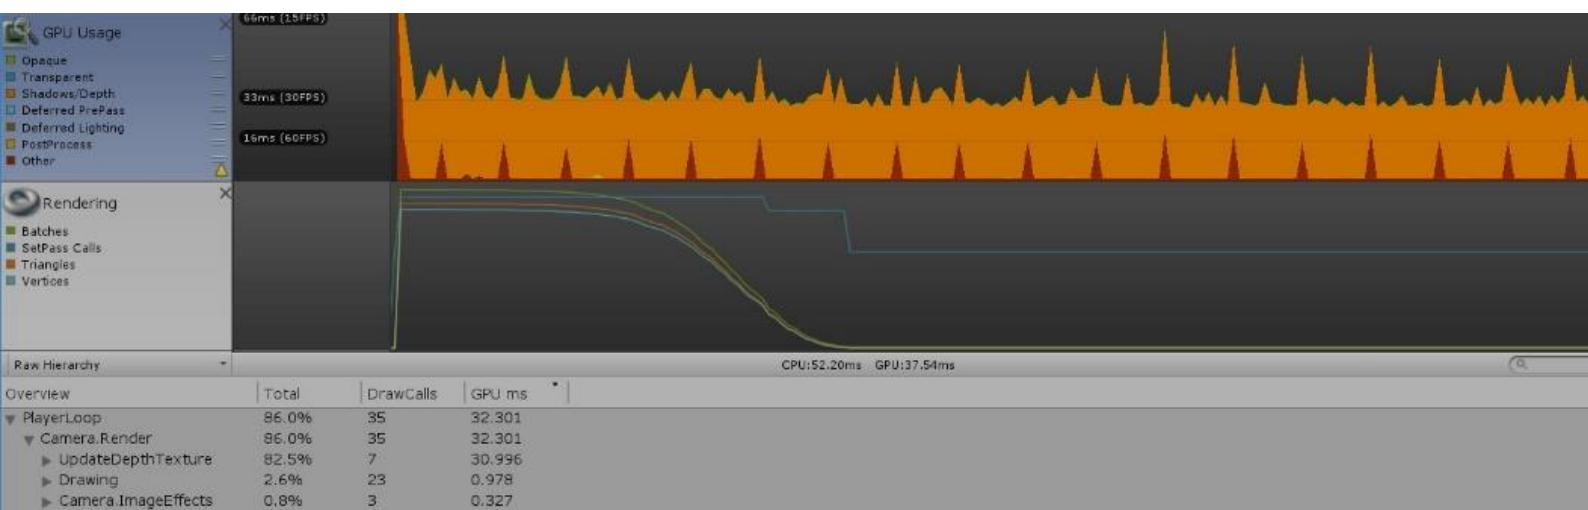 GPU Usage
Opaque
Transparent
Shadows/Depth
Deferred PrePass
Deferred Lighting
PostProcess
Other
66ms (15FPS)
33ms (30FPS)
16ms (60FPS)
Rendering
Batches
SetPass Calls
Triangles
Vertices
Raw Hierarchy CPU:52.20ms GPU:37.54ms
Overview Total DrawCalls GPU ms
PlayerLoop 86.0% 35 32.301
Camera.Render 86.0% 35 32.301
UpdateDepthTexture 82.5% 7 30.996
Drawing 2.6% 23 0.978
Camera.ImageEffects 0.8% 3 0.327